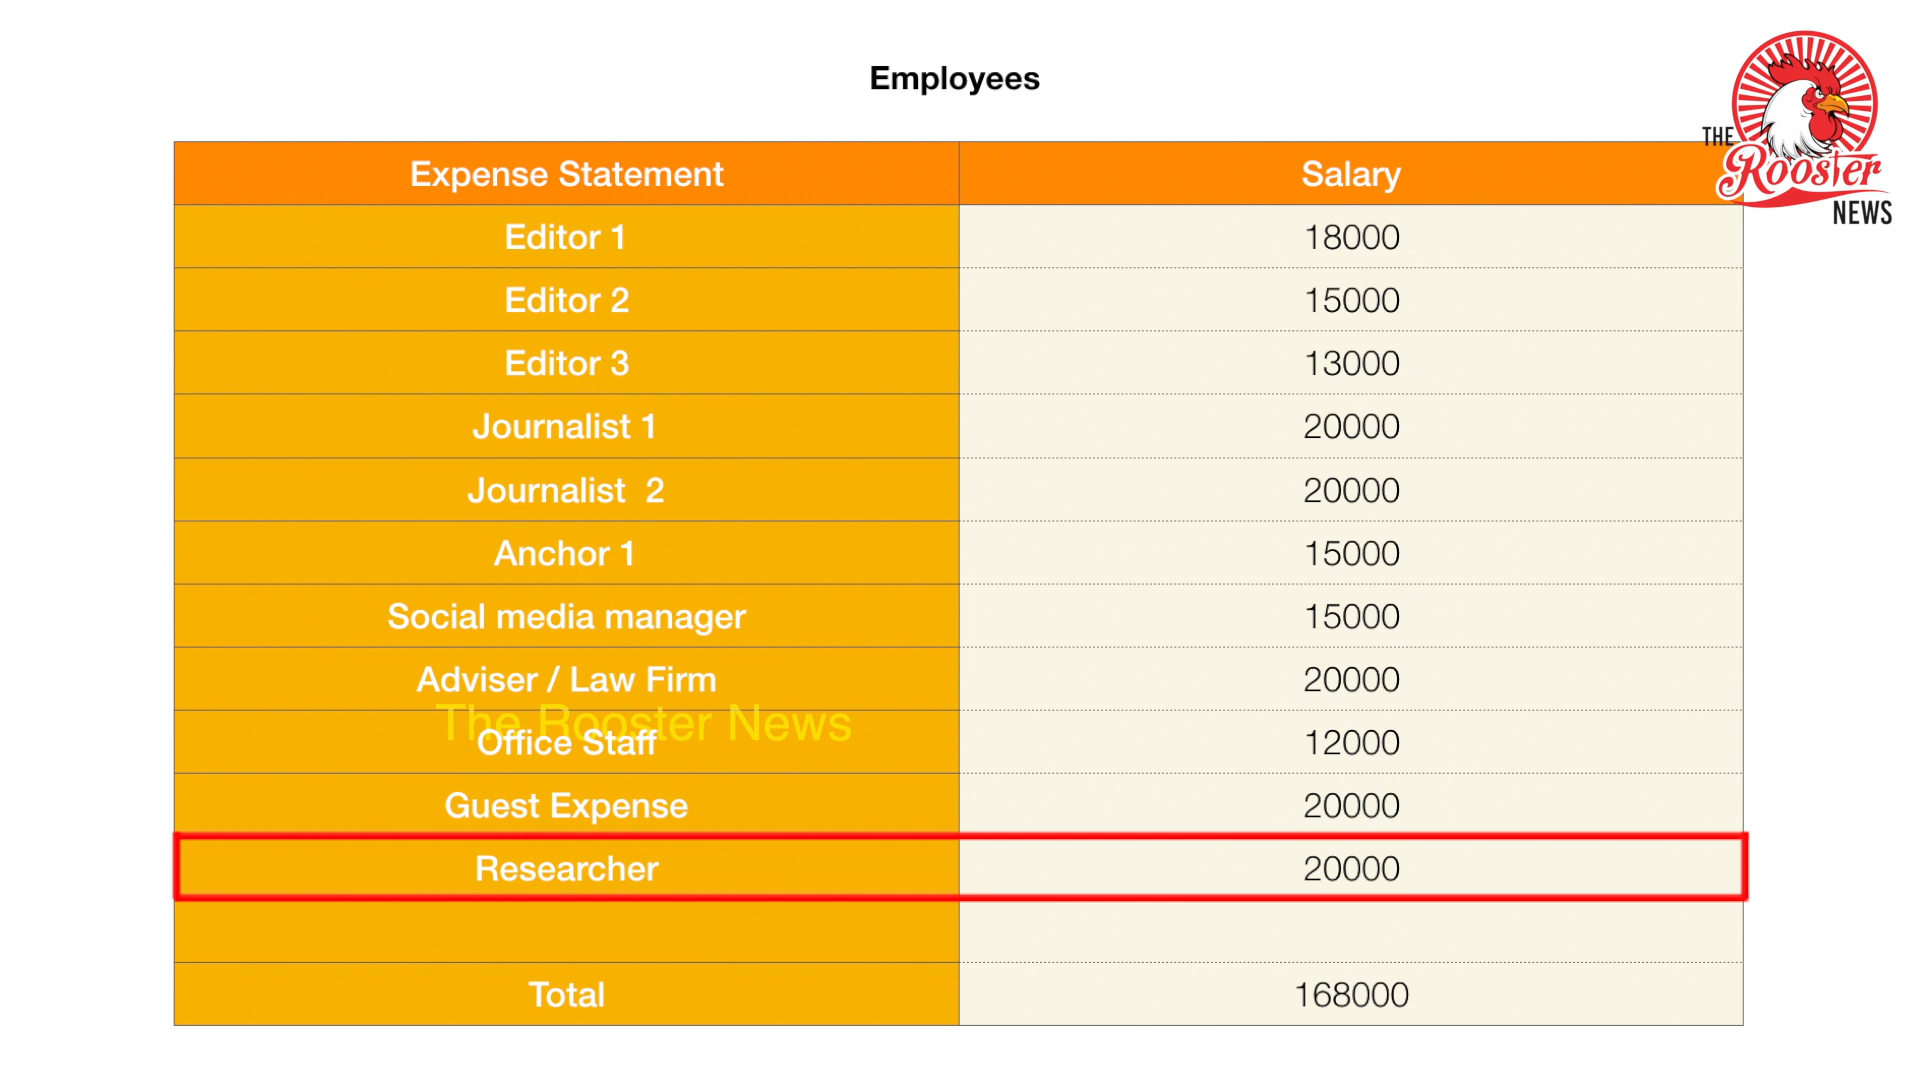 Employees
THE
Rooster
NEWS
Expense Statement Salary
Editor 1 18000
Editor 2 15000
Editor 3 13000
Journalist 1 20000
Journalist 2 20000
Anchor 1 15000
Social media manager 15000
Adviser / Law Firm 20000
The Rooster News
Office Staff 12000
Guest Expense 20000
Researcher 20000
Total 168000